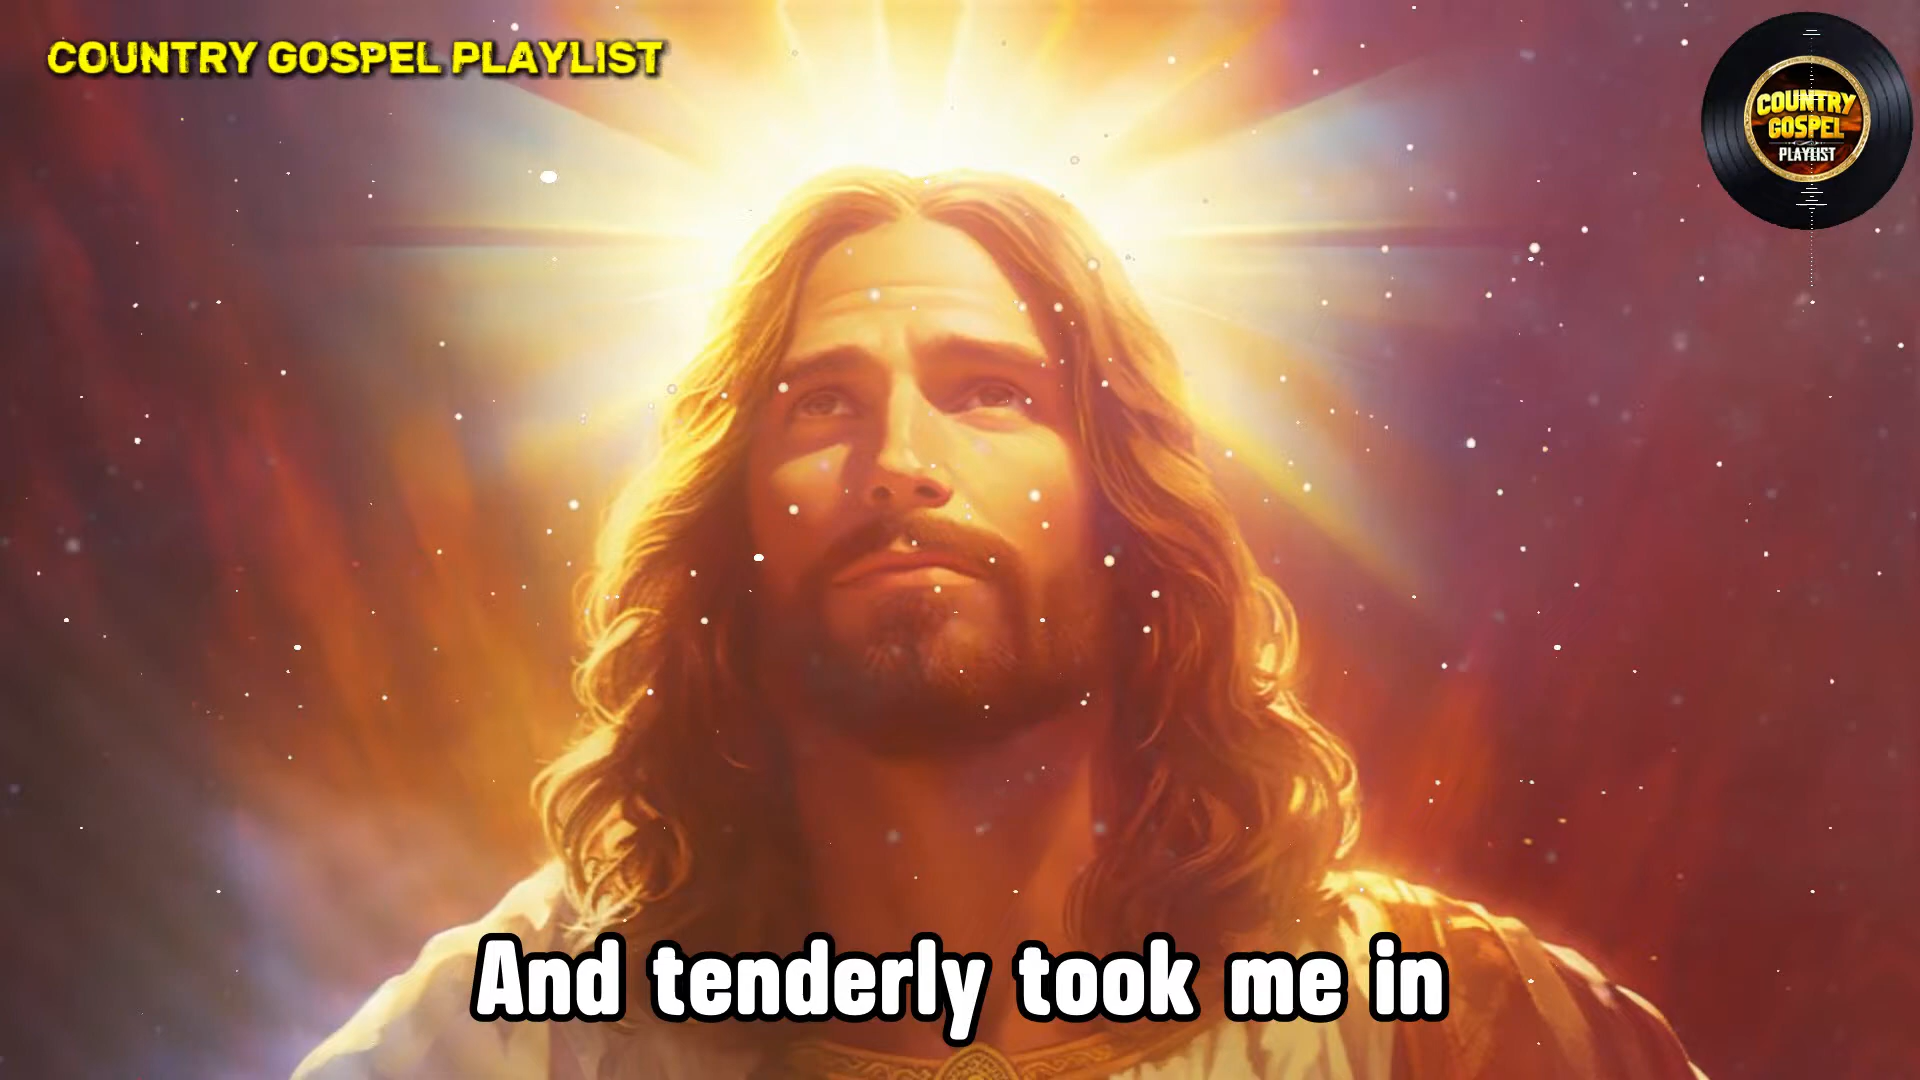 COUNTRY GOSPEL PLAYLIST
COUNTRY
GOSPEL
PLAYLIST
And tenderly took me in